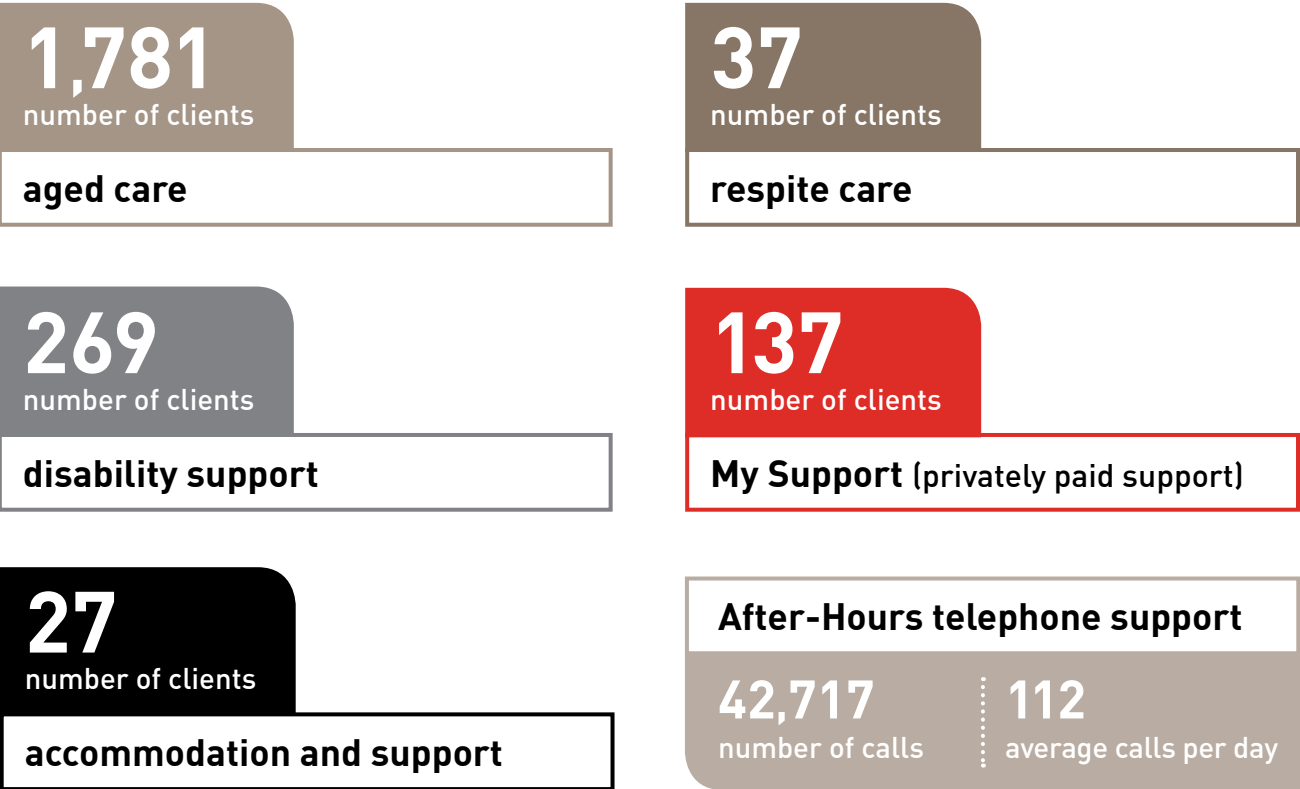 1,781
number of clients
aged care
37
number of clients
respite care
269
number of clients
disability support
137
number of clients
My Support (privately paid support)
27
number of clients
accommodation and support
After-Hours telephone support
42,717
number of calls
112
average calls per day